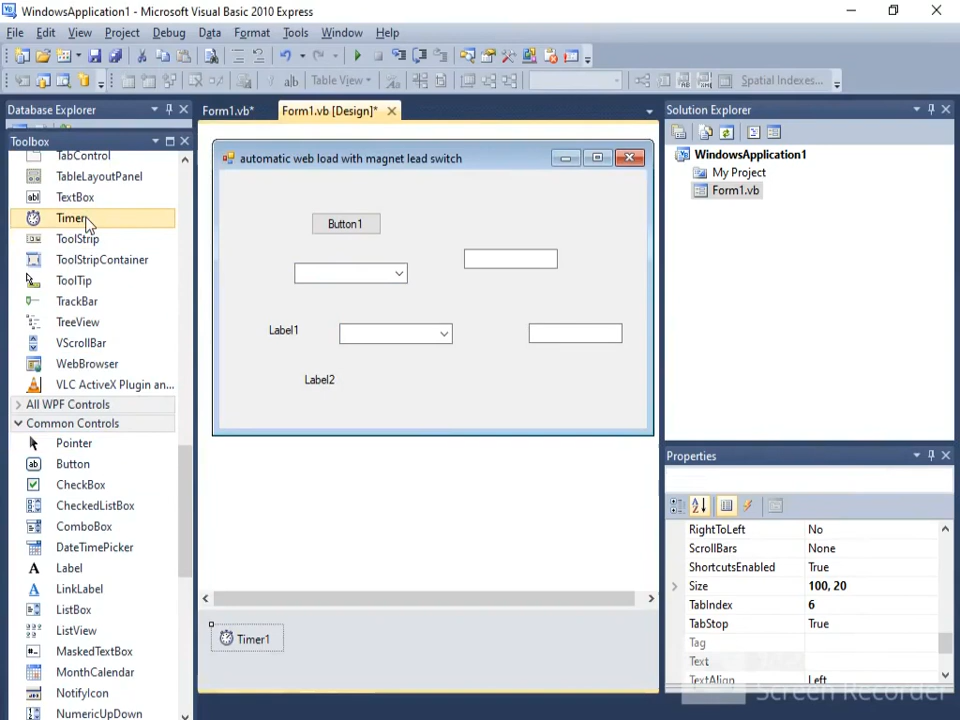 WindowsApplication1 - Microsoft Visual Basic 2010 Express
File Edit View Project Debug Data Format Tools Window Help
Table View
Spatial Indexes...
Database Explorer
Toolbox
TabControl
TableLayoutPanel
TextBox
Timer
ToolStrip
ToolStripContainer
ToolTip
TrackBar
TreeView
VScrollBar
WebBrowser
VLC ActiveX Plugin an...
All WPF Controls
Common Controls
Pointer
Button
CheckBox
CheckedListBox
ComboBox
DateTimePicker
Label
LinkLabel
ListBox
ListView
MaskedTextBox
MonthCalendar
NotifyIcon
NumericUpDown
Form1.vb*
Form1.vb [Design]*
automatic web load with magnet lead switch
Button1
Label1
Label2
Timer1
Solution Explorer
WindowsApplication1
My Project
Form1.vb
Properties
RightToLeft No
ScrollBars None
ShortcutsEnabled True
Size 100, 20
TabIndex 6
TabStop True
Tag
Text
TextAlign Left
Screen Recorder